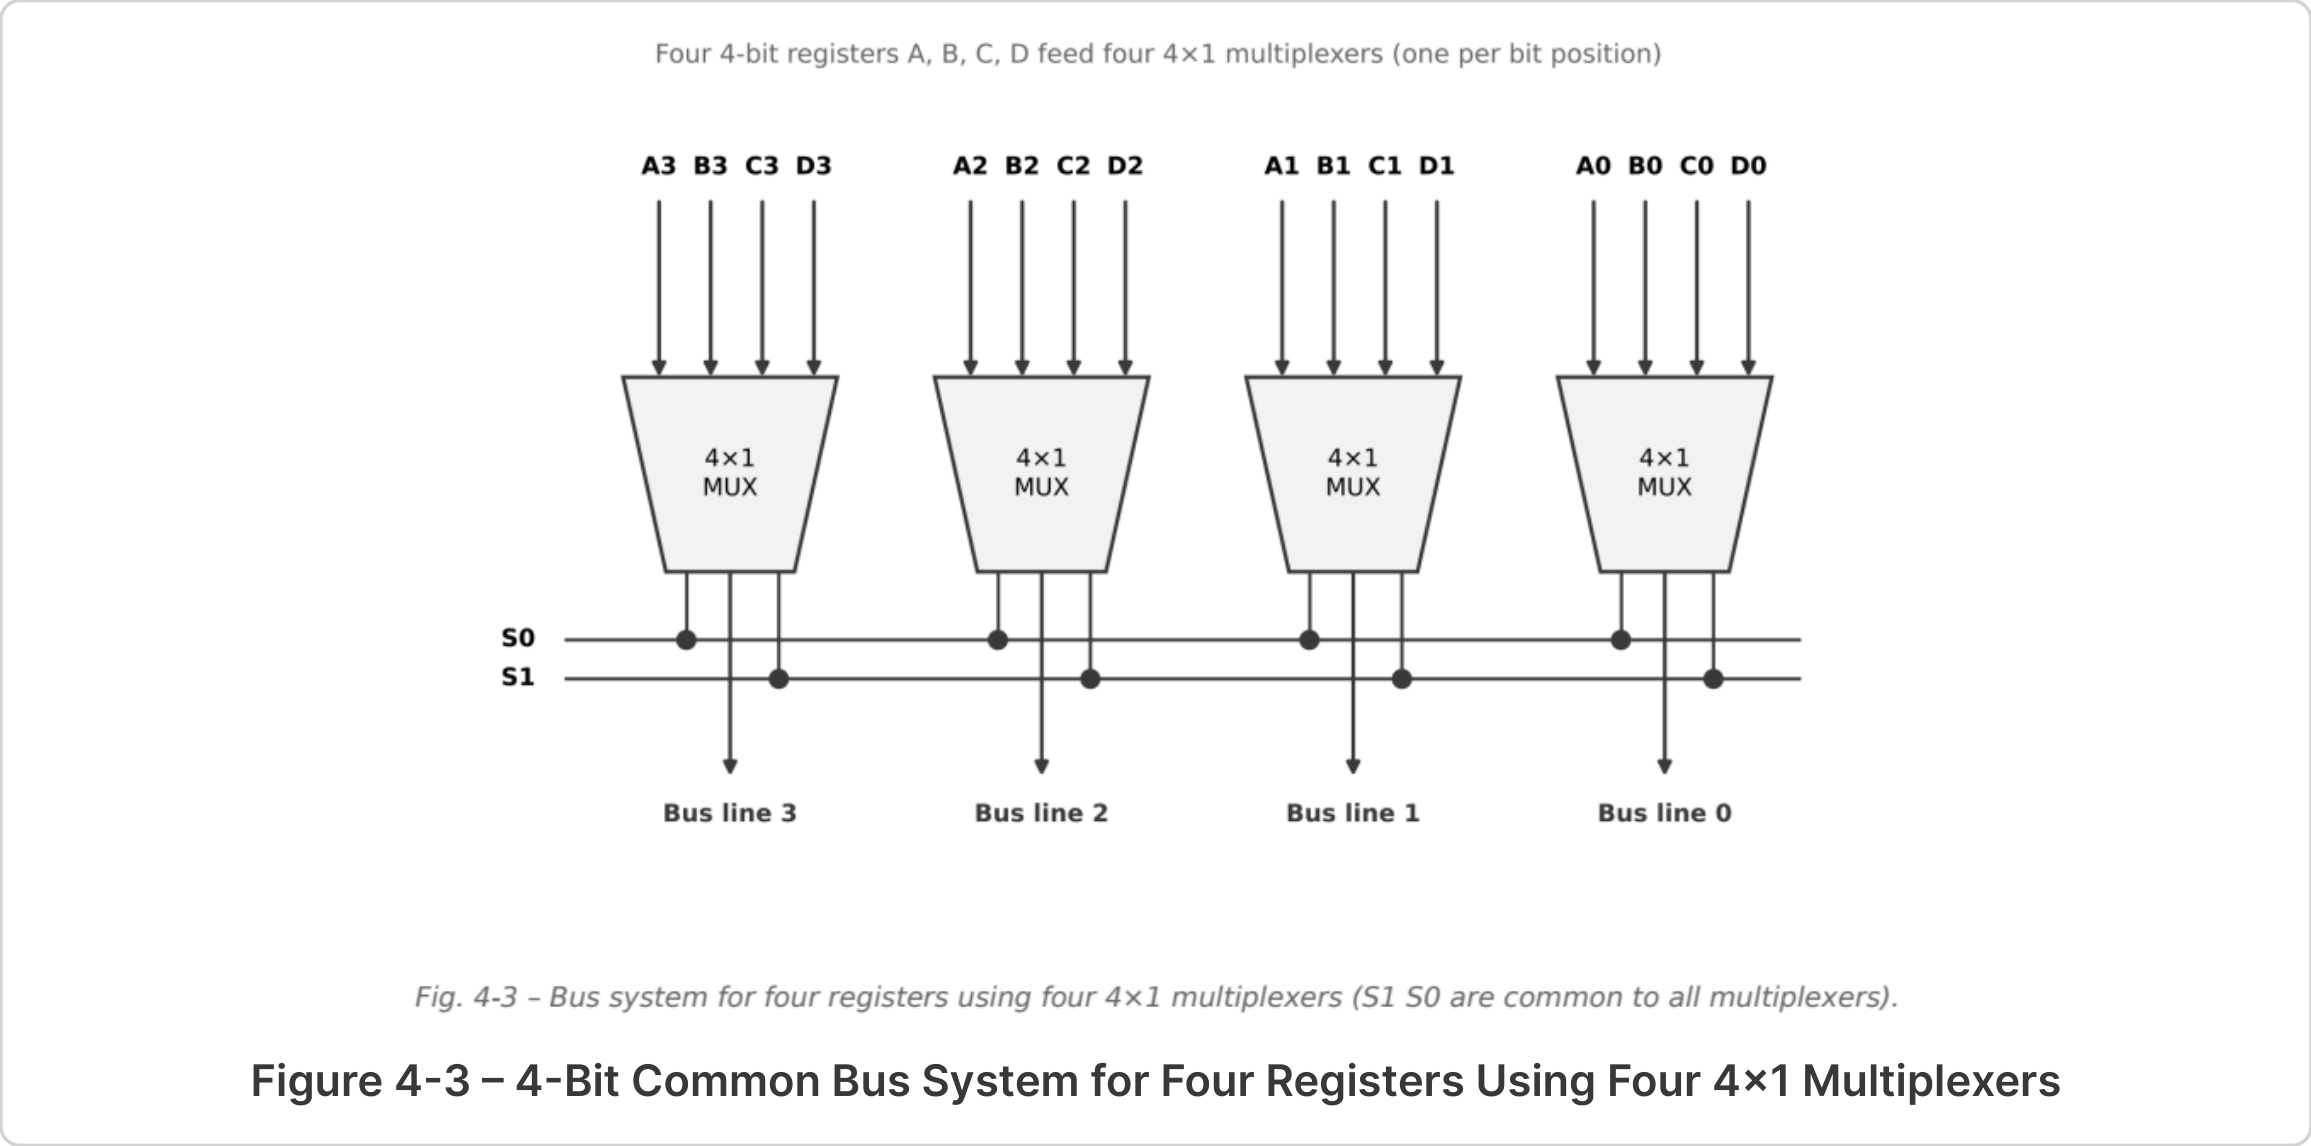 Four 4-bit registers A, B, C, D feed four 4×1 multiplexers (one per bit position)
A3 B3 C3 D3 A2 B2 C2 D2 A1 B1 C1 D1 A0 B0 C0 D0
4×1 4×1 4×1 4×1
MUX MUX MUX MUX
S0
S1
Bus line 3 Bus line 2 Bus line 1 Bus line 0
Fig. 4-3 – Bus system for four registers using four 4×1 multiplexers (S1 S0 are common to all multiplexers).
Figure 4-3 – 4-Bit Common Bus System for Four Registers Using Four 4×1 Multiplexers